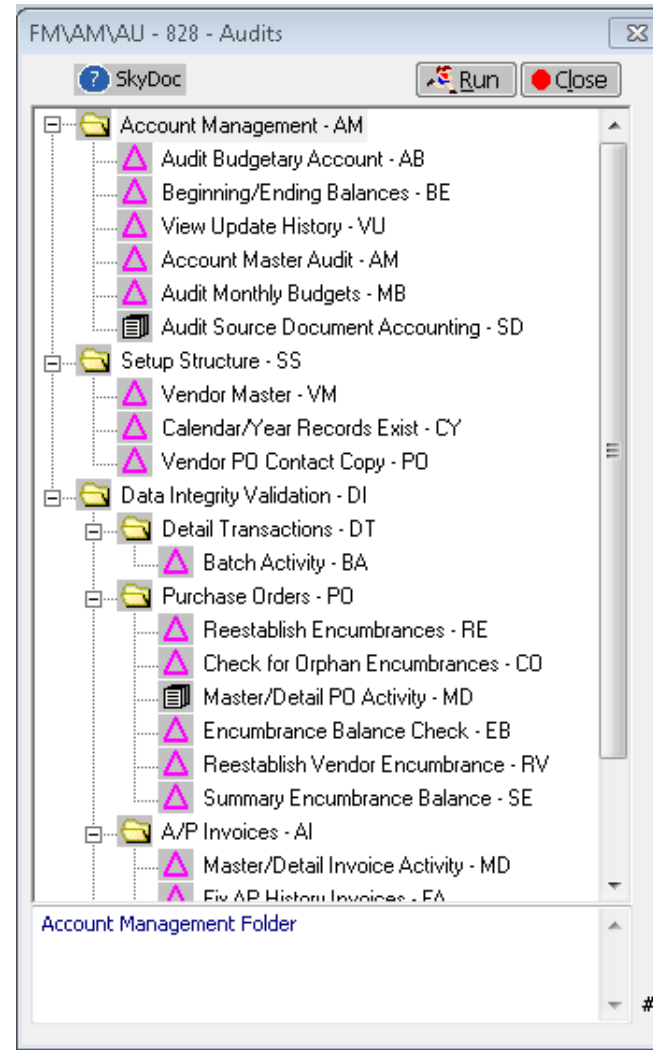 FM\AM\AU - 828 - Audits
SkyDoc Run Close
Account Management - AM
Audit Budgetary Account - AB
Beginning/Ending Balances - BE
View Update History - VU
Account Master Audit - AM
Audit Monthly Budgets - MB
Audit Source Document Accounting - SD
Setup Structure - SS
Vendor Master - VM
Calendar/Year Records Exist - CY
Vendor PO Contact Copy - PO
Data Integrity Validation - DI
Detail Transactions - DT
Batch Activity - BA
Purchase Orders - PO
Reestablish Encumbrances - RE
Check for Orphan Encumbrances - CO
Master/Detail PO Activity - MD
Encumbrance Balance Check - EB
Reestablish Vendor Encumbrance - RV
Summary Encumbrance Balance - SE
A/P Invoices - AI
Master/Detail Invoice Activity - MD
Fix AP History Invoices - FA
Account Management Folder
#